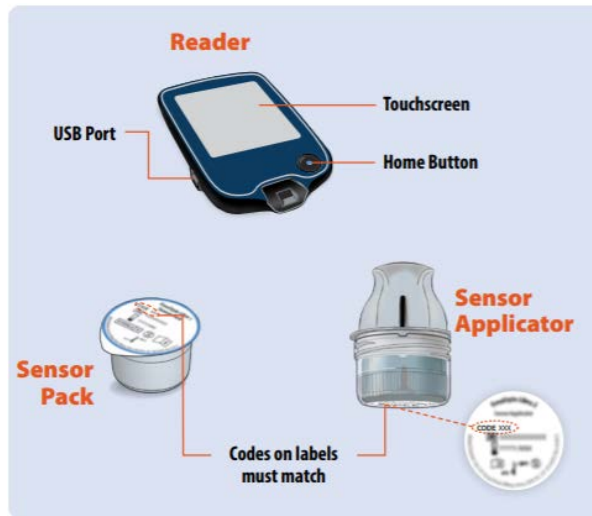 Reader
Touchscreen
USB Port
Home Button
Sensor
Applicator
Sensor
Pack
CODE XXX
Codes on labels
must match